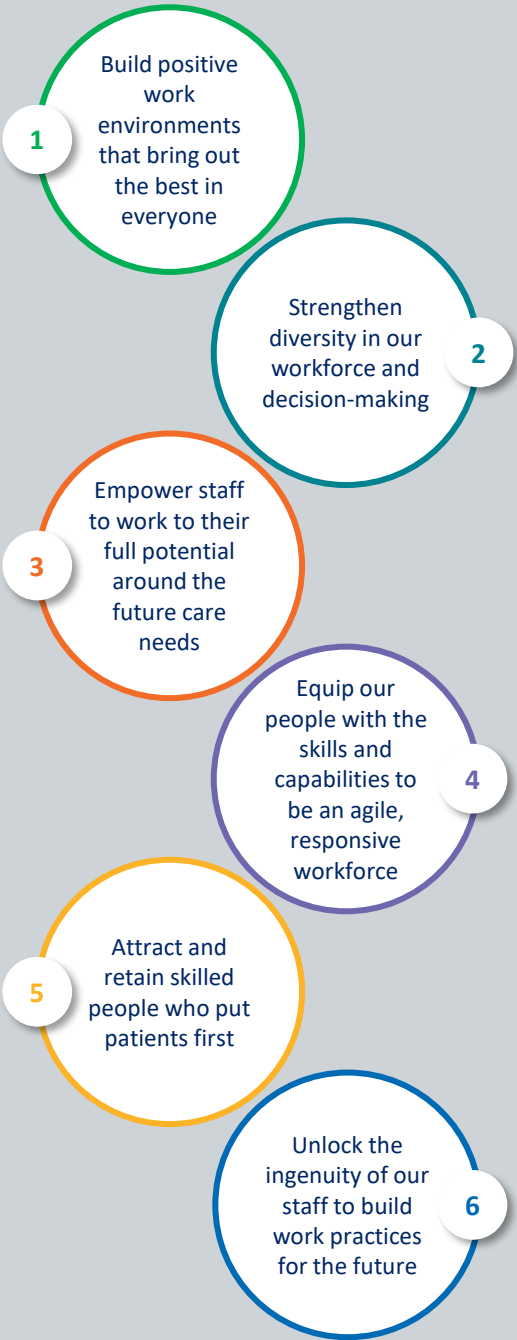 1
Build positive
work
environments
that bring out
the best in
everyone
2
Strengthen
diversity in our
workforce and
decision-making
3
Empower staff
to work to their
full potential
around the
future care
needs
4
Equip our
people with the
skills and
capabilities to
be an agile,
responsive
workforce
5
Attract and
retain skilled
people who put
patients first
6
Unlock the
ingenuity of our
staff to build
work practices
for the future